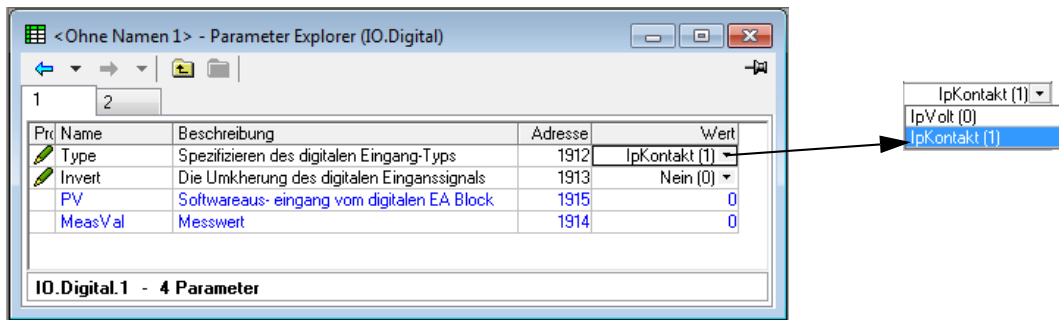 <Ohne Namen 1> - Parameter Explorer (IO.Digital)
1 2
Pro Name Beschreibung Adresse Wert
Type Spezifizieren des digitalen Eingang-Typs 1912 IpKontakt (1)
Invert Die Umkherung des digitalen Einganssignals 1913 Nein (0)
PV Softwareaus- eingang vom digitalen EA Block 1915 0
MeasVal Messwert 1914 0
IO.Digital.1 - 4 Parameter
IpKontakt (1)
IpVolt (0)
IpKontakt (1)